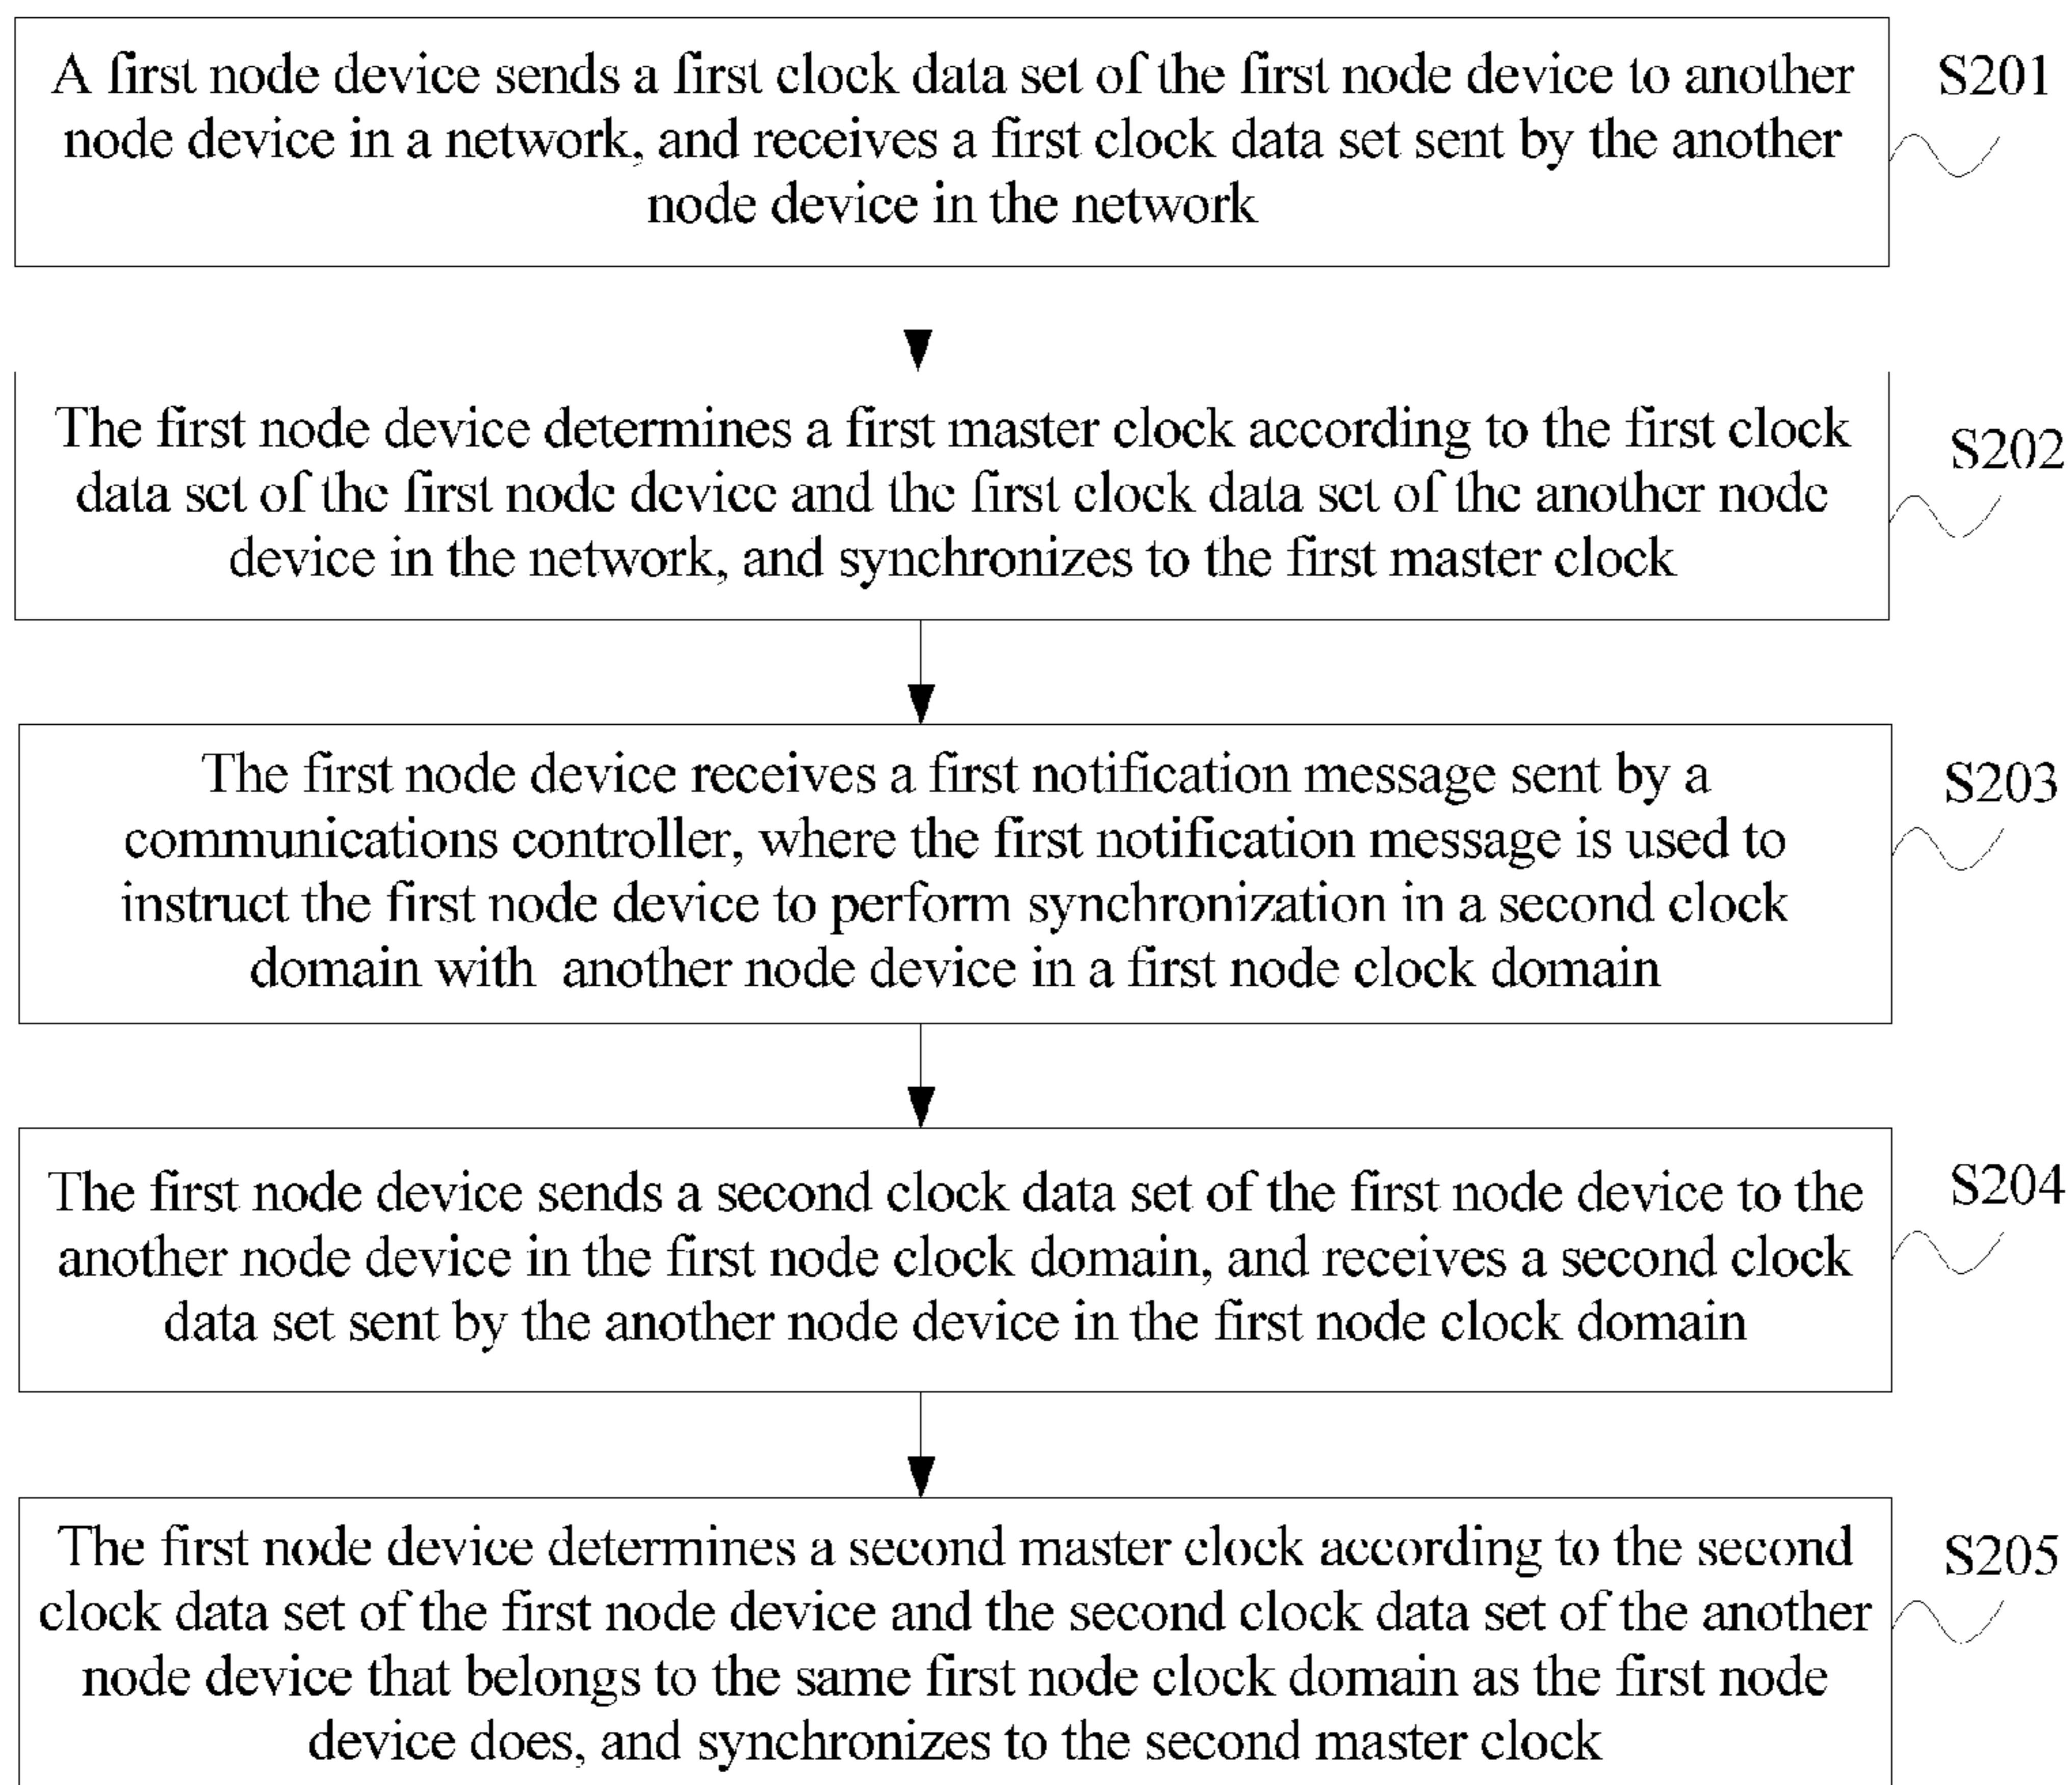 A first node device sends a first clock data set of the first node device to another
node device in a network, and receives a first clock data set sent by the another
node device in the network
S201
The first node device determines a first master clock according to the first clock
data set of the first node device and the first clock data set of the another node
device in the network, and synchronizes to the first master clock
S202
The first node device receives a first notification message sent by a
communications controller, where the first notification message is used to
instruct the first node device to perform synchronization in a second clock
domain with another node device in a first node clock domain
S203
The first node device sends a second clock data set of the first node device to the
another node device in the first node clock domain, and receives a second clock
data set sent by the another node device in the first node clock domain
S204
The first node device determines a second master clock according to the second
clock data set of the first node device and the second clock data set of the another
node device that belongs to the same first node clock domain as the first node
device does, and synchronizes to the second master clock
S205